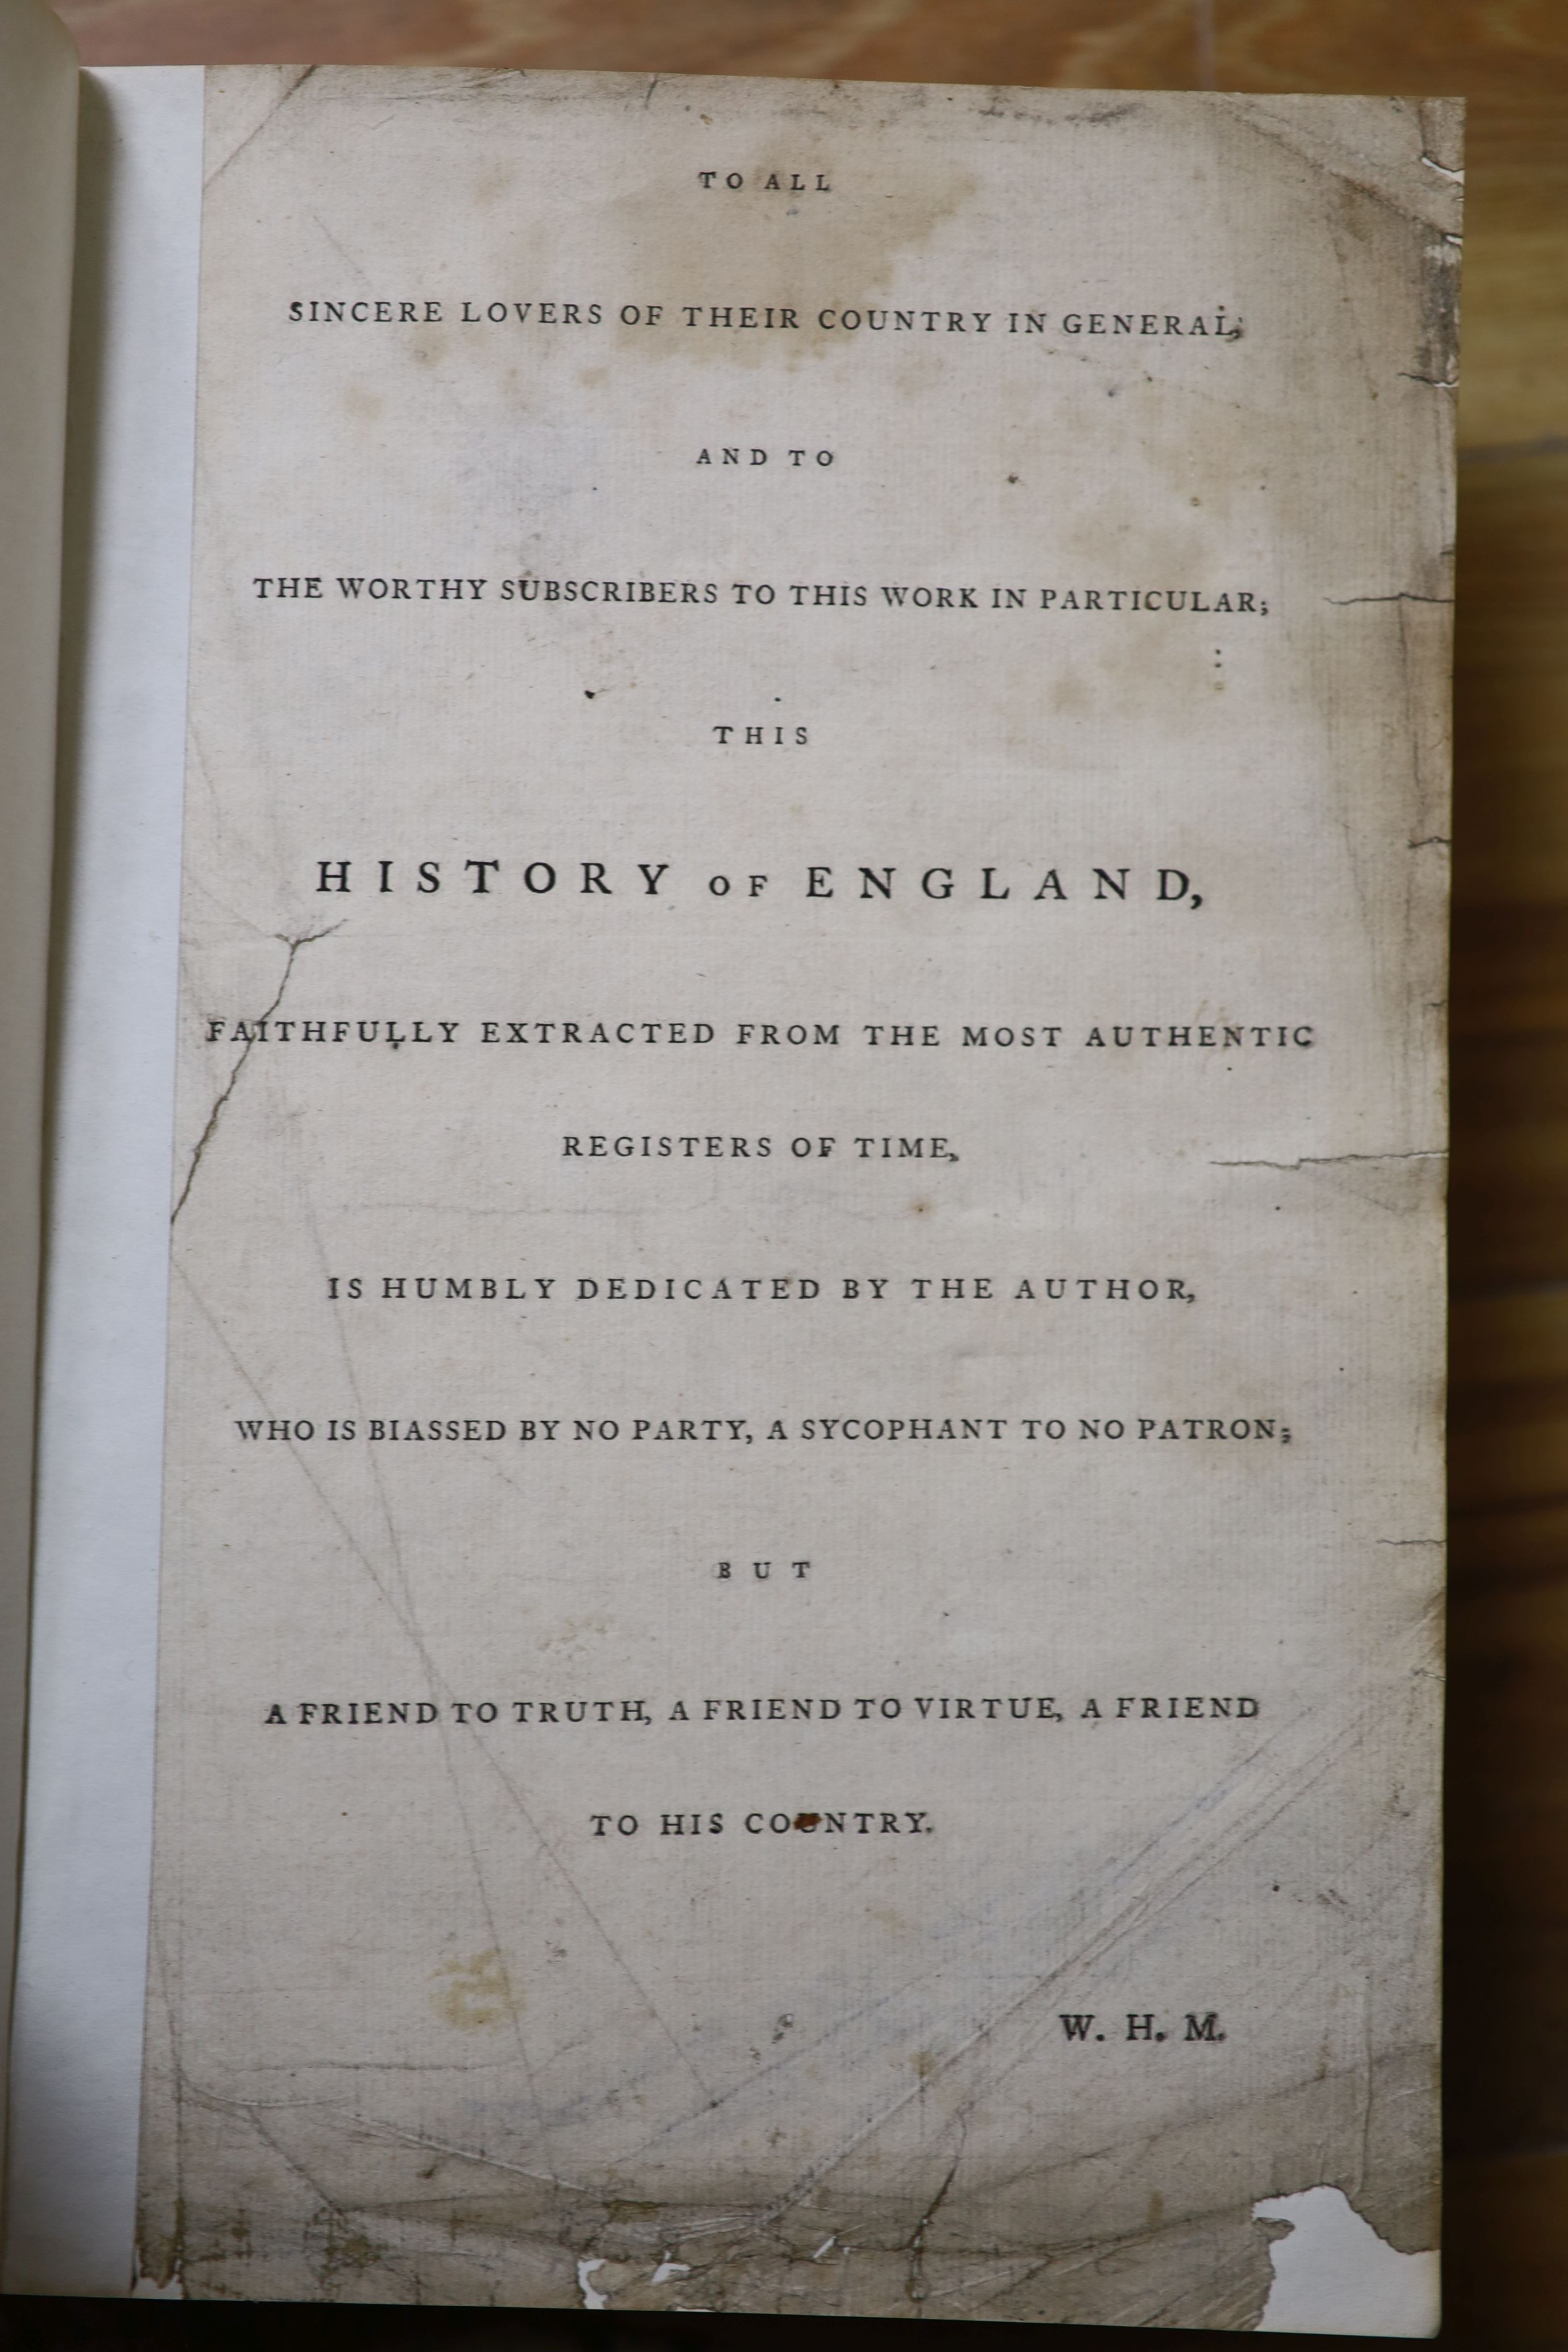 TO ALL
SINCERE LOVERS OF THEIR COUNTRY IN GENERAL;
AND TO
THE WORTHY SUBSCRIBERS TO THIS WORK IN PARTICULAR;
THIS
HISTORY OF ENGLAND,
FAITHFULLY EXTRACTED FROM THE MOST AUTHENTIC
REGISTERS OF TIME,
IS HUMBLY DEDICATED BY THE AUTHOR,
WHO IS BIASSED BY NO PARTY, A SYCOPHANT TO NO PATRON;
BUT
A FRIEND TO TRUTH, A FRIEND TO VIRTUE, A FRIEND
TO HIS COUNTRY.
W. H. M.